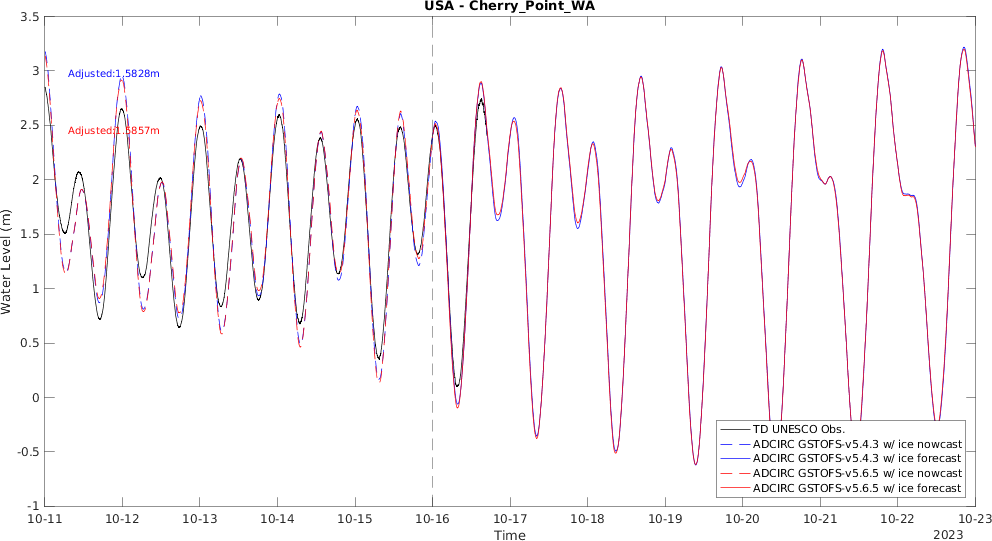 USA - Cherry_Point_WA
3.5
3
2.5
2
1.5
1
0.5
0
-0.5
-1
Water Level (m)
Adjusted:1.5828m
Adjusted:1.5857m
TD UNESCO Obs.
ADCIRC GSTOFS-v5.4.3 w/ ice nowcast
ADCIRC GSTOFS-v5.4.3 w/ ice forecast
ADCIRC GSTOFS-v5.6.5 w/ ice nowcast
ADCIRC GSTOFS-v5.6.5 w/ ice forecast
10-11 10-12 10-13 10-14 10-15 10-16 10-17 10-18 10-19 10-20 10-21 10-22 10-23
Time
2023